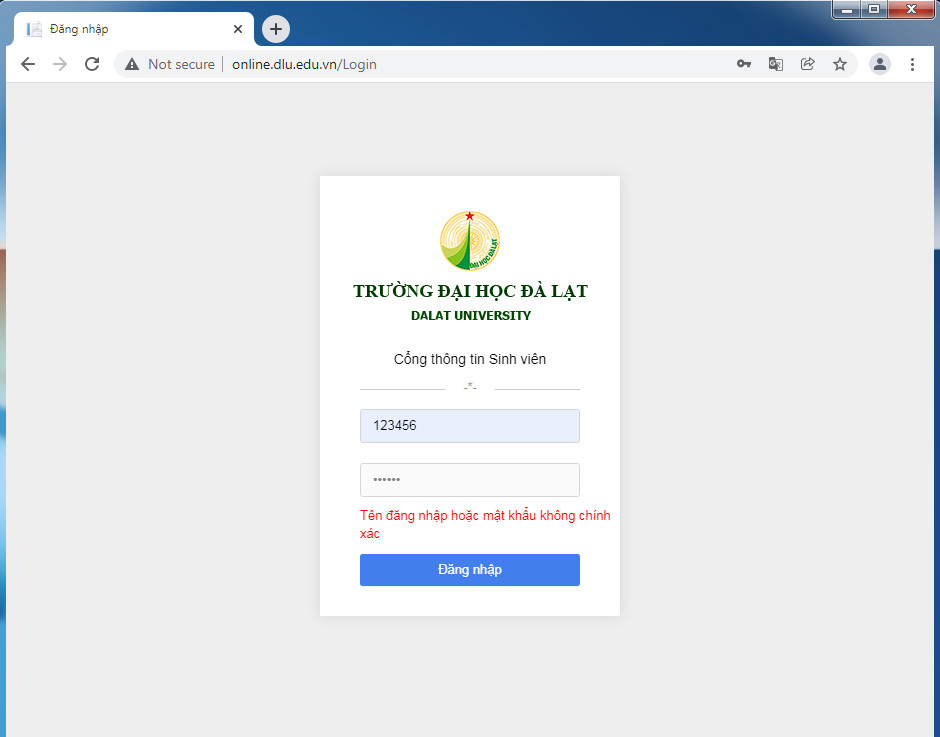 Đăng nhập
Not secure
online.dlu.edu.vn/Login
ĐẠI HỌC ĐÀ LẠT
TRƯỜNG ĐẠI HỌC ĐÀ LẠT
DALAT UNIVERSITY
Cổng thông tin Sinh viên
_*_
123456
••••••
Tên đăng nhập hoặc mật khẩu không chính
xác
Đăng nhập